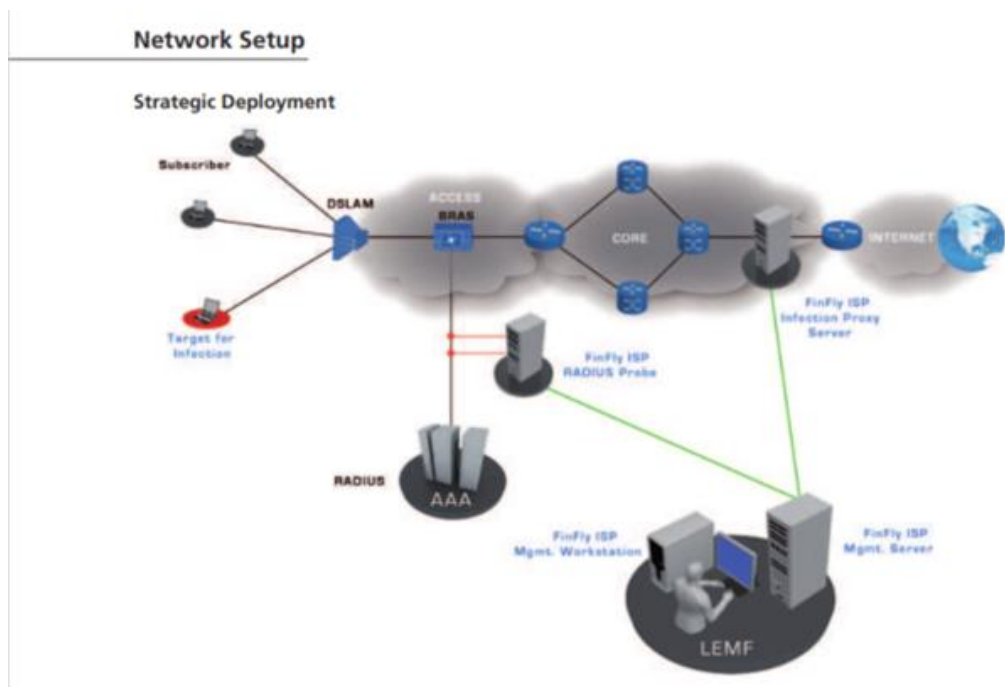 Network Setup
Strategic Deployment
Subscriber
DSLAM
ACCESS
BRAS
CORE
INTERNET
Target for
Infection
FinFly ISP
Infection Proxy
Server
FinFly ISP
RADIUS Probe
RADIUS
AAA
FinFly ISP
Mgmt. Workstation
FinFly ISP
Mgmt. Server
LEMF